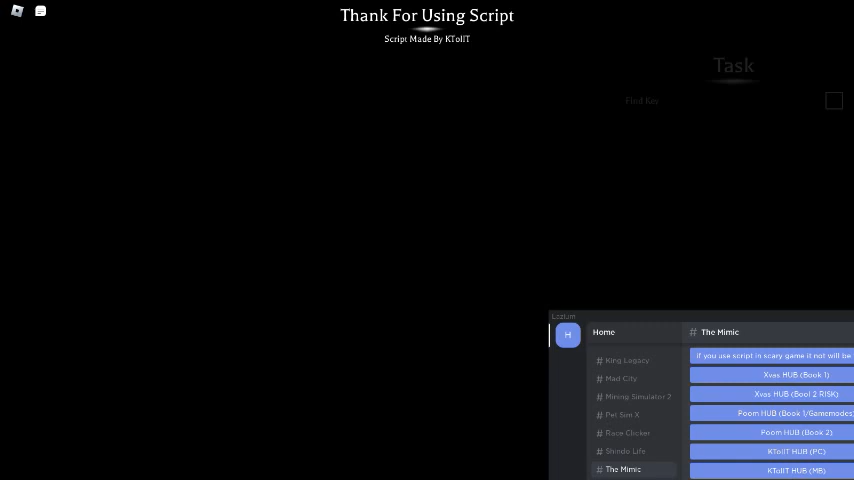 Thank For Using Script
Script Made By KTollT
Task
Find Key
Lozium
H
Home
# The Mimic
# King Legacy
# Mad City
# Mining Simulator 2
# Pet Sim X
# Race Clicker
# Shindo Life
# The Mimic
if you use script in scary game it not will be
Xvas HUB (Book 1)
Xvas HUB (Bool 2 RISK)
Poom HUB (Book 1/Gamemodes)
Poom HUB (Book 2)
KTollT HUB (PC)
KTollT HUB (MB)